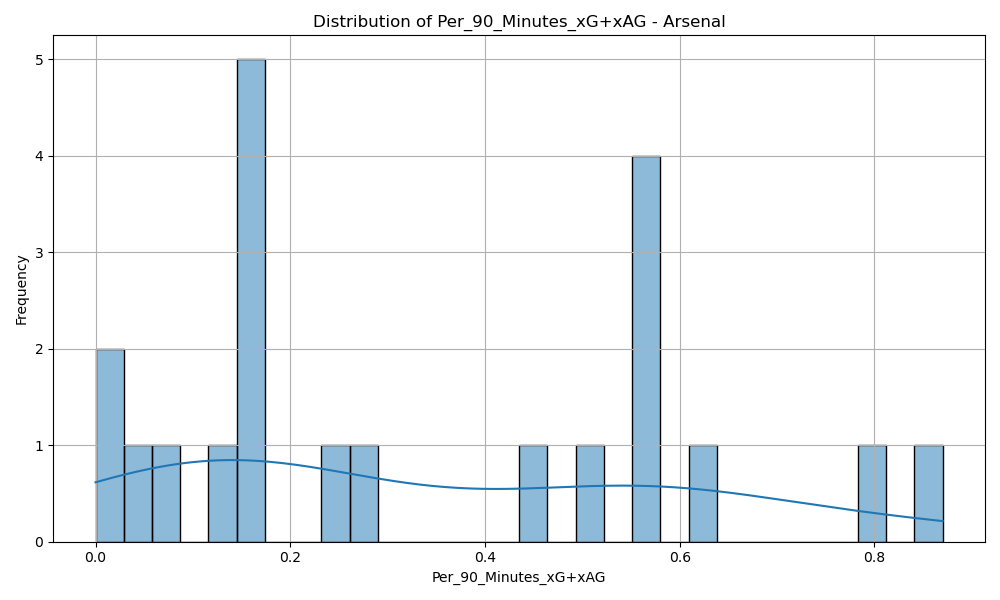 Distribution of Per_90_Minutes_xG+xAG - Arsenal
5
4
3
2
1
0
Frequency
0.0 0.2 0.4 0.6 0.8
Per_90_Minutes_xG+xAG